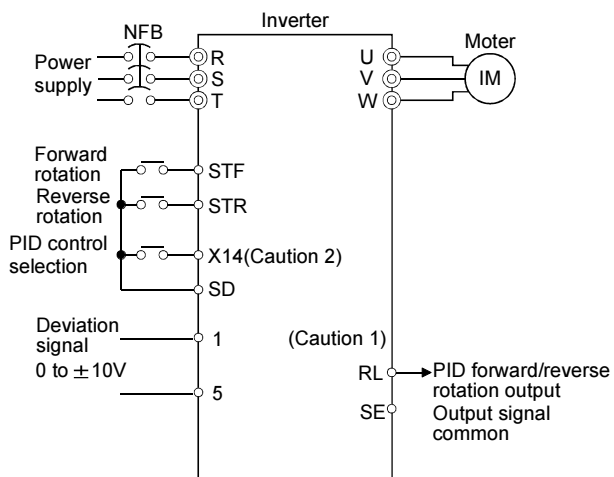 Inverter
NFB
Power
supply
R
S
T
U
V
W
Moter
IM
Forward
rotation
STF
Reverse
rotation
STR
PID control
selection
X14(Caution 2)
SD
Deviation
signal
0 to ±10V
1
5
(Caution 1)
RL
PID forward/reverse
rotation output
SE
Output signal
common